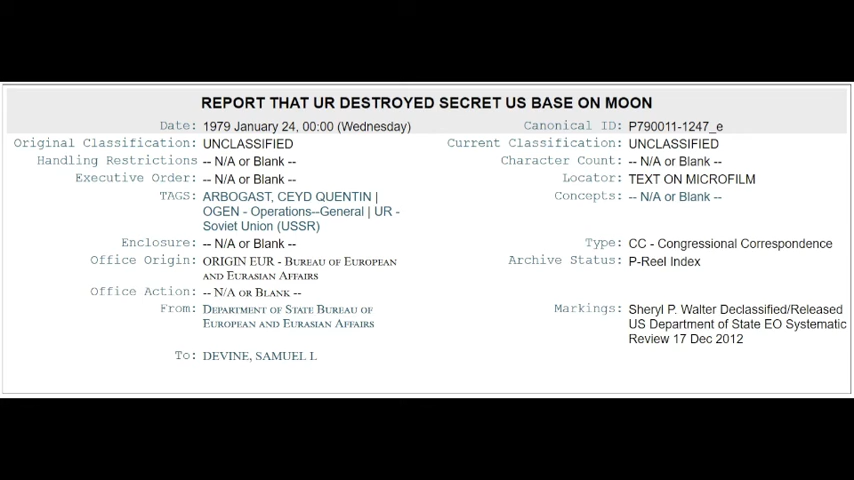 REPORT THAT UR DESTROYED SECRET US BASE ON MOON
Date: 1979 January 24, 00:00 (Wednesday)
Canonical ID: P790011-1247_e
Original Classification: UNCLASSIFIED
Current Classification: UNCLASSIFIED
Handling Restrictions -- N/A or Blank --
Character Count: -- N/A or Blank --
Executive Order: -- N/A or Blank --
Locator: TEXT ON MICROFILM
TAGS: ARBOGAST, CEYD QUENTIN |
OGEN - Operations--General | UR -
Soviet Union (USSR)
Concepts: -- N/A or Blank --
Enclosure: -- N/A or Blank --
Type: CC - Congressional Correspondence
Office Origin: ORIGIN EUR - Bureau of European
and Eurasian Affairs
Archive Status: P-Reel Index
Office Action: -- N/A or Blank --
From: Department of State Bureau of
European and Eurasian Affairs
Markings: Sheryl P. Walter Declassified/Released
US Department of State EO Systematic
Review 17 Dec 2012
To: DEVINE, SAMUEL L